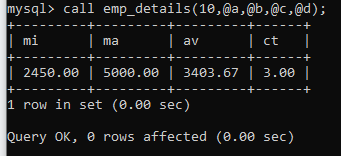 mysql> call emp_details(10,@a,@b,@c,@d);
+---------+---------+---------+------+
| mi      | ma      | av      | ct   |
+---------+---------+---------+------+
| 2450.00 | 5000.00 | 3403.67 | 3.00 |
+---------+---------+---------+------+
1 row in set (0.00 sec)

Query OK, 0 rows affected (0.00 sec)